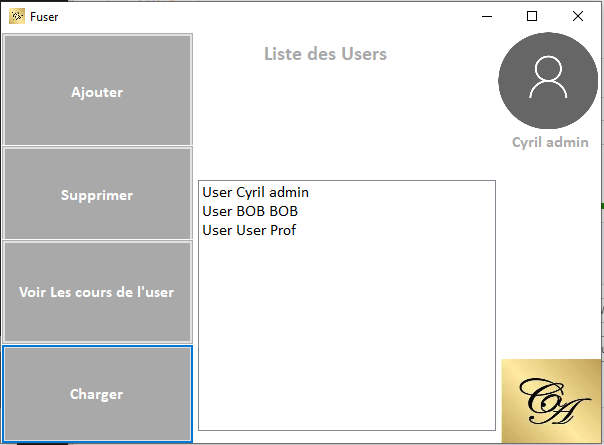 Fuser
Liste des Users
Ajouter
Cyril admin
Supprimer
User Cyril admin
User BOB BOB
User User Prof
Voir Les cours de l'user
Charger
CA